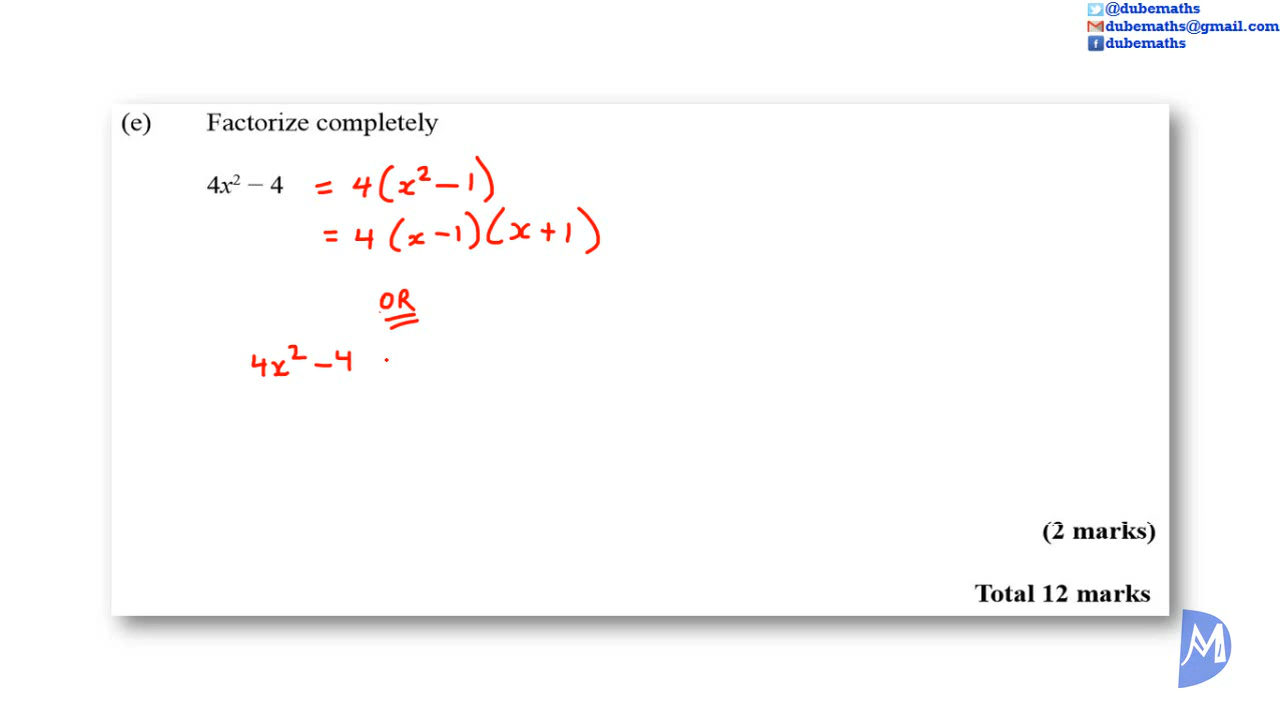 @dubemaths
dubemaths@gmail.com
dubemaths
(e) Factorize completely
4x² − 4 = 4(x² − 1)
= 4(x − 1)(x + 1)
OR
4x² − 4
(2 marks)
Total 12 marks
M